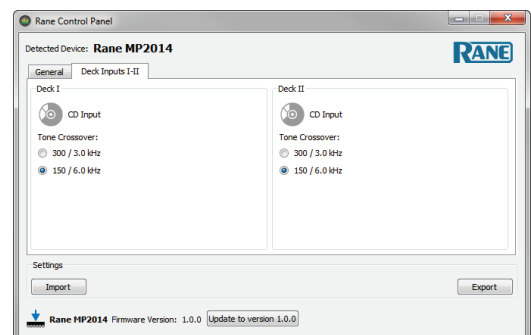 Rane Control Panel
Detected Device: Rane MP2014
RANE
General Deck Inputs I-II
Deck I
CD Input
Tone Crossover:
300 / 3.0 kHz
150 / 6.0 kHz
Deck II
CD Input
Tone Crossover:
300 / 3.0 kHz
150 / 6.0 kHz
Settings
Import Export
Rane MP2014 Firmware Version: 1.0.0 Update to version 1.0.0